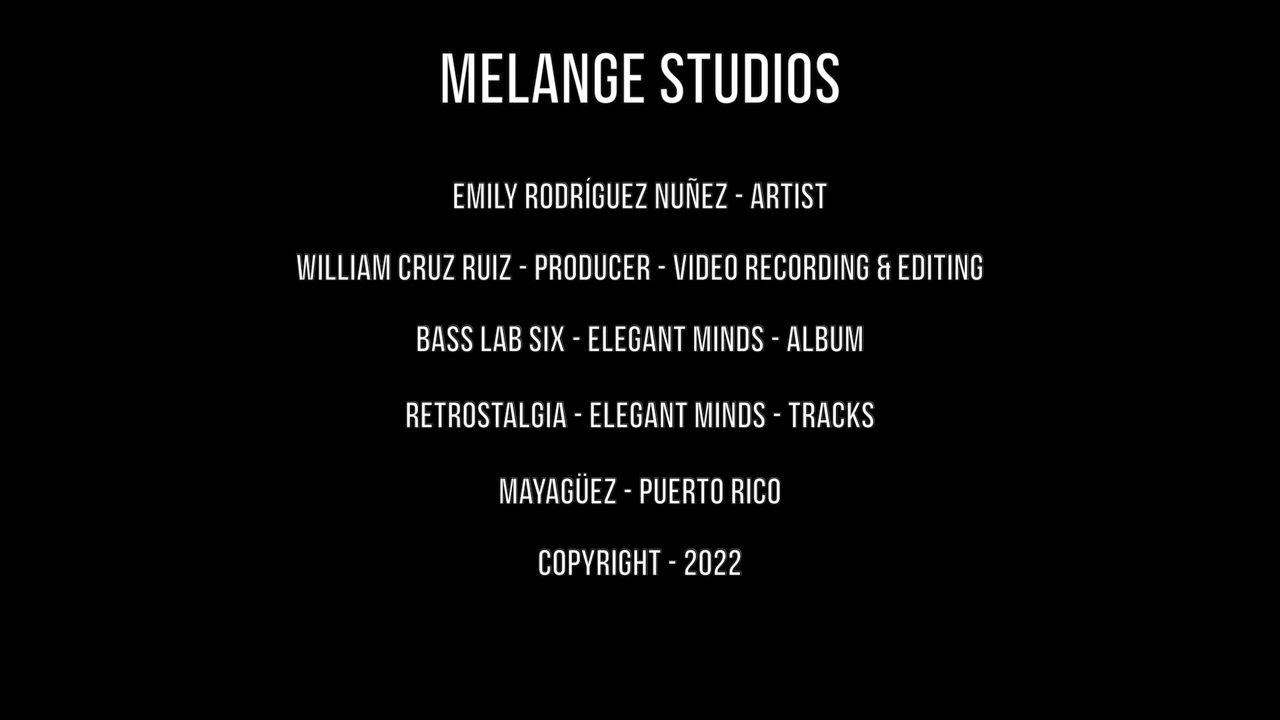 MELANGE STUDIOS
EMILY RODRÍGUEZ NUÑEZ - ARTIST
WILLIAM CRUZ RUIZ - PRODUCER - VIDEO RECORDING & EDITING
BASS LAB SIX - ELEGANT MINDS - ALBUM
RETROSTALGIA - ELEGANT MINDS - TRACKS
MAYAGÜEZ - PUERTO RICO
COPYRIGHT - 2022